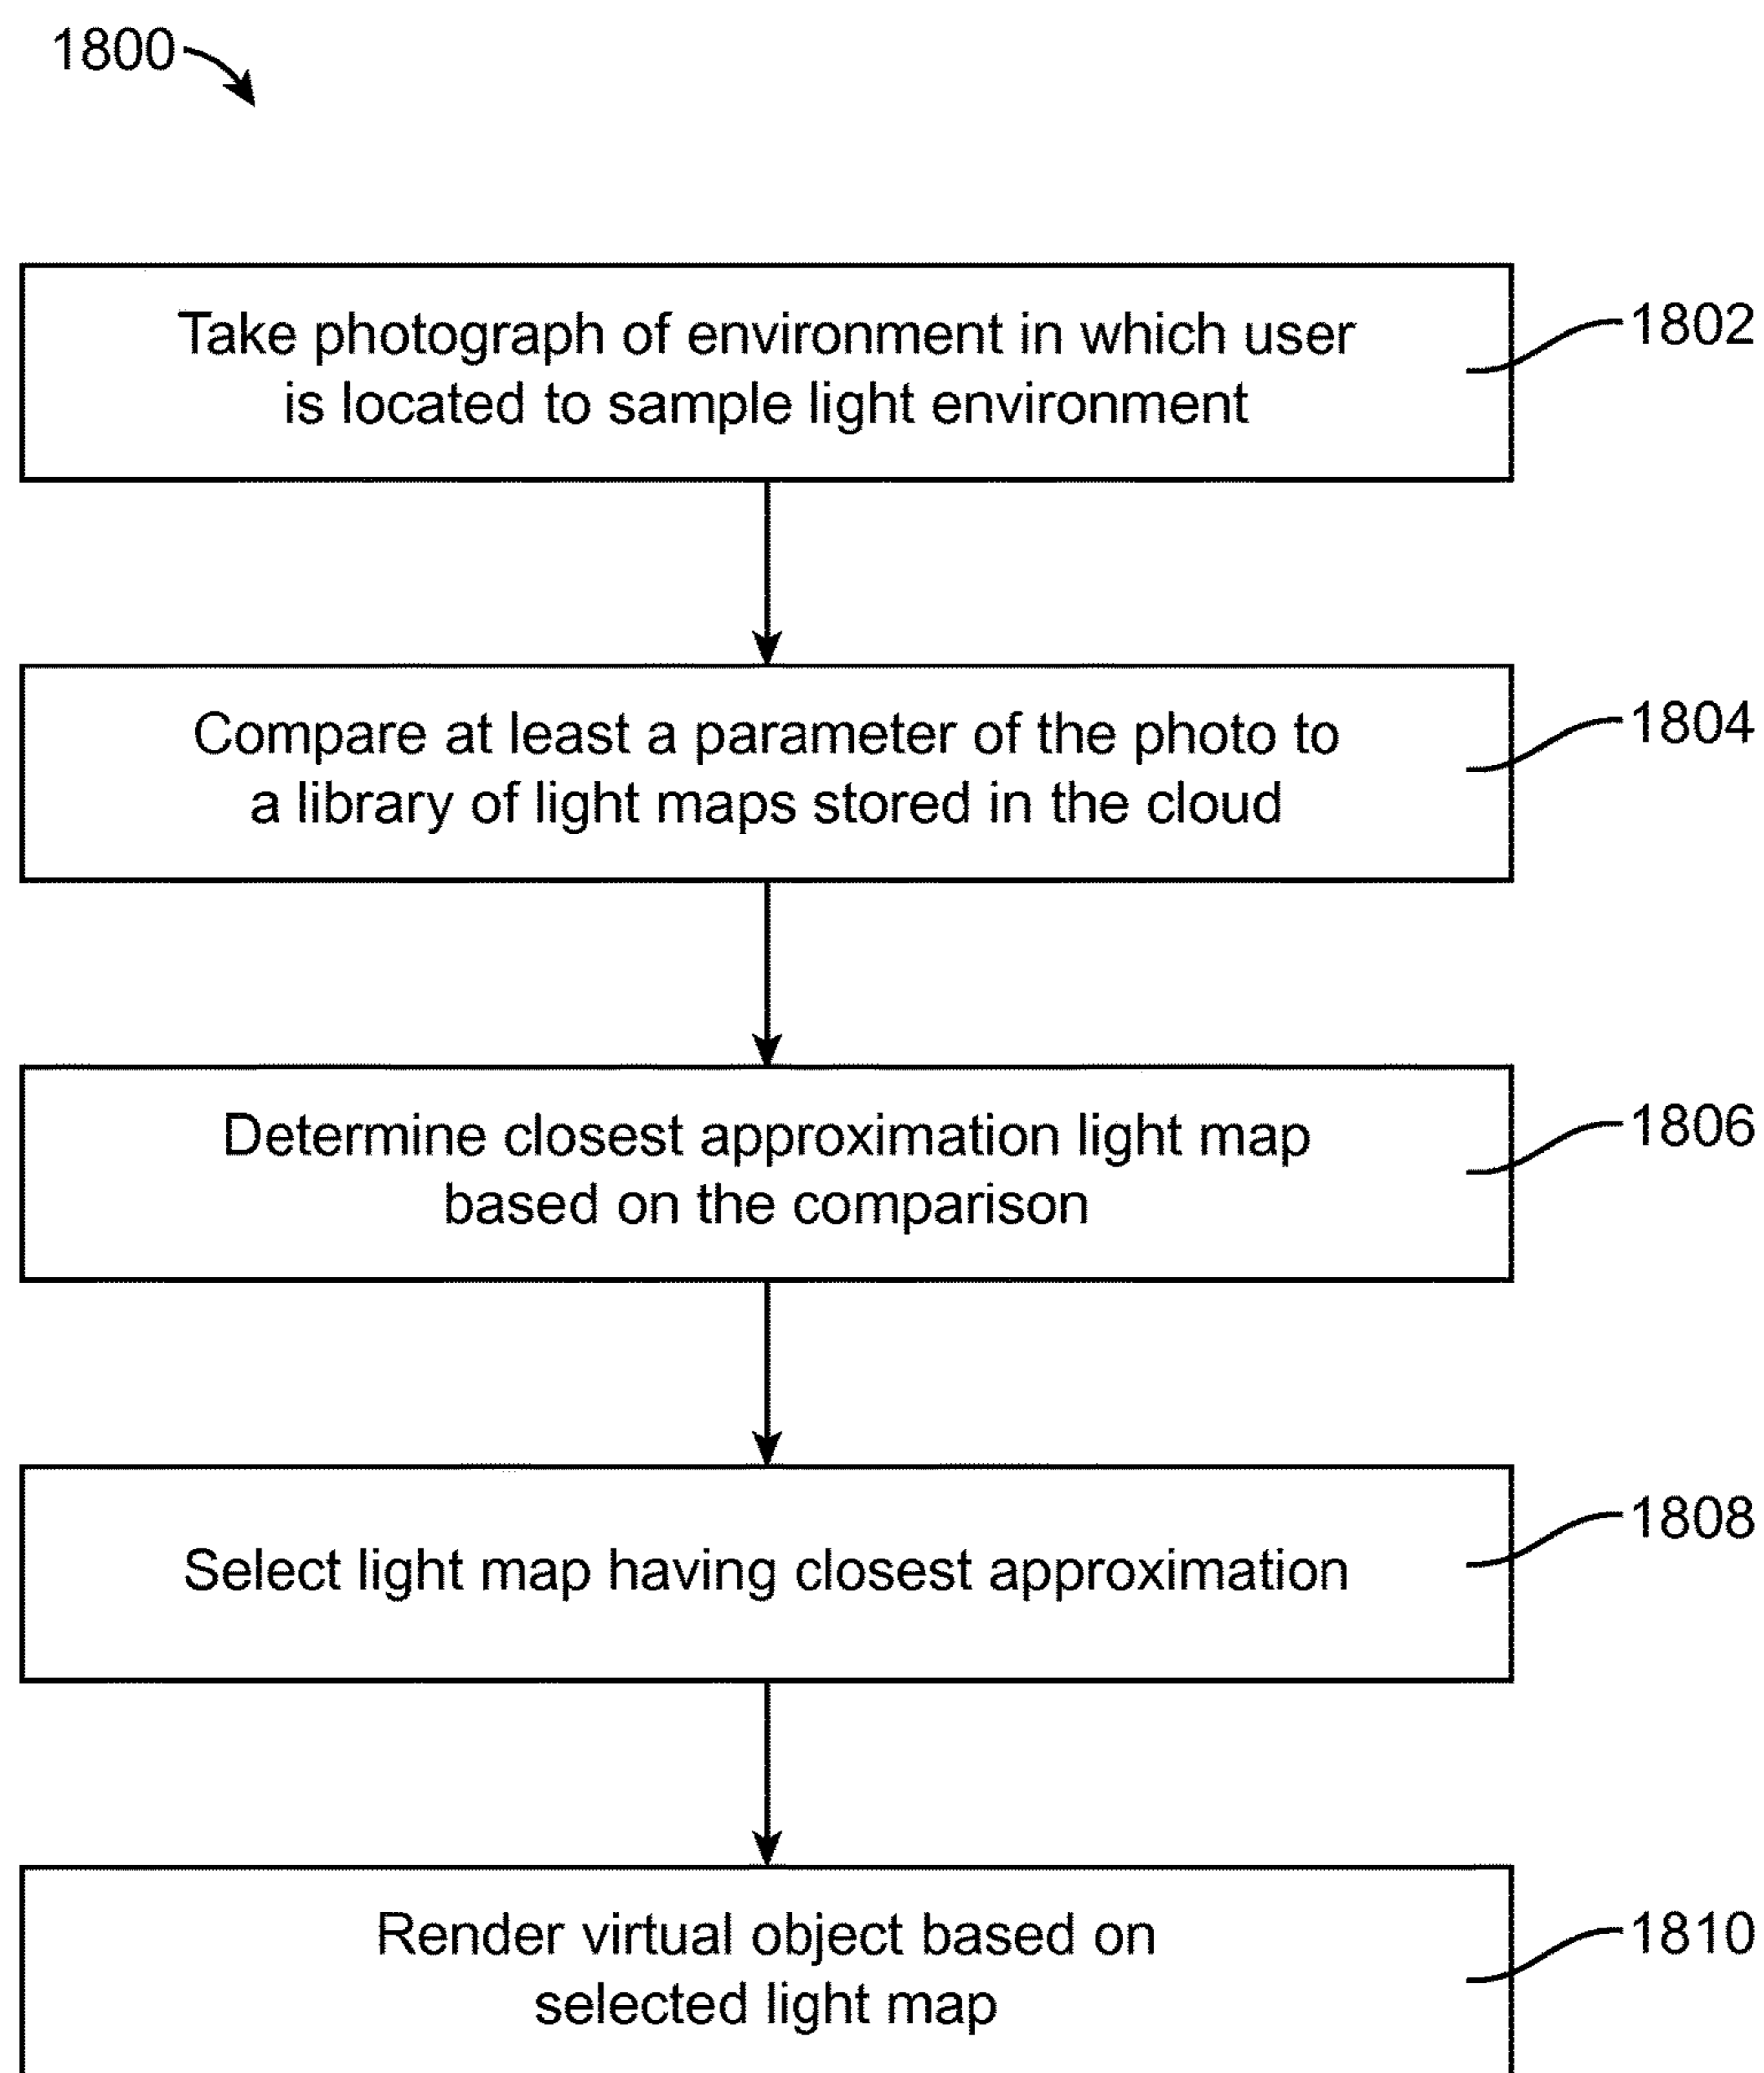 1800
Take photograph of environment in which user
is located to sample light environment
1802
Compare at least a parameter of the photo to
a library of light maps stored in the cloud
1804
Determine closest approximation light map
based on the comparison
1806
Select light map having closest approximation
1808
Render virtual object based on
selected light map
1810